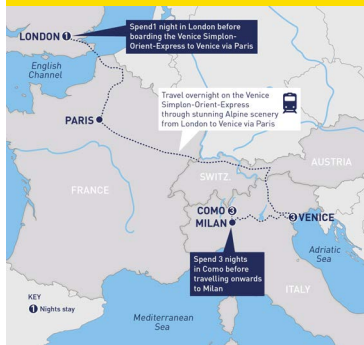 Spend1 night in London before
boarding the Venice Simplon-
Orient-Express to Venice via Paris
LONDON 1
English
Channel
Travel overnight on the Venice
Simplon-Orient-Express
through stunning Alpine scenery
from London to Venice via Paris
PARIS
AUSTRIA
SWITZ.
FRANCE
COMO 3
MILAN
3 VENICE
Adriatic
Sea
Spend 3 nights
in Como before
travelling onwards
to Milan
ITALY
KEY
1 Nights stay
Mediterranean
Sea